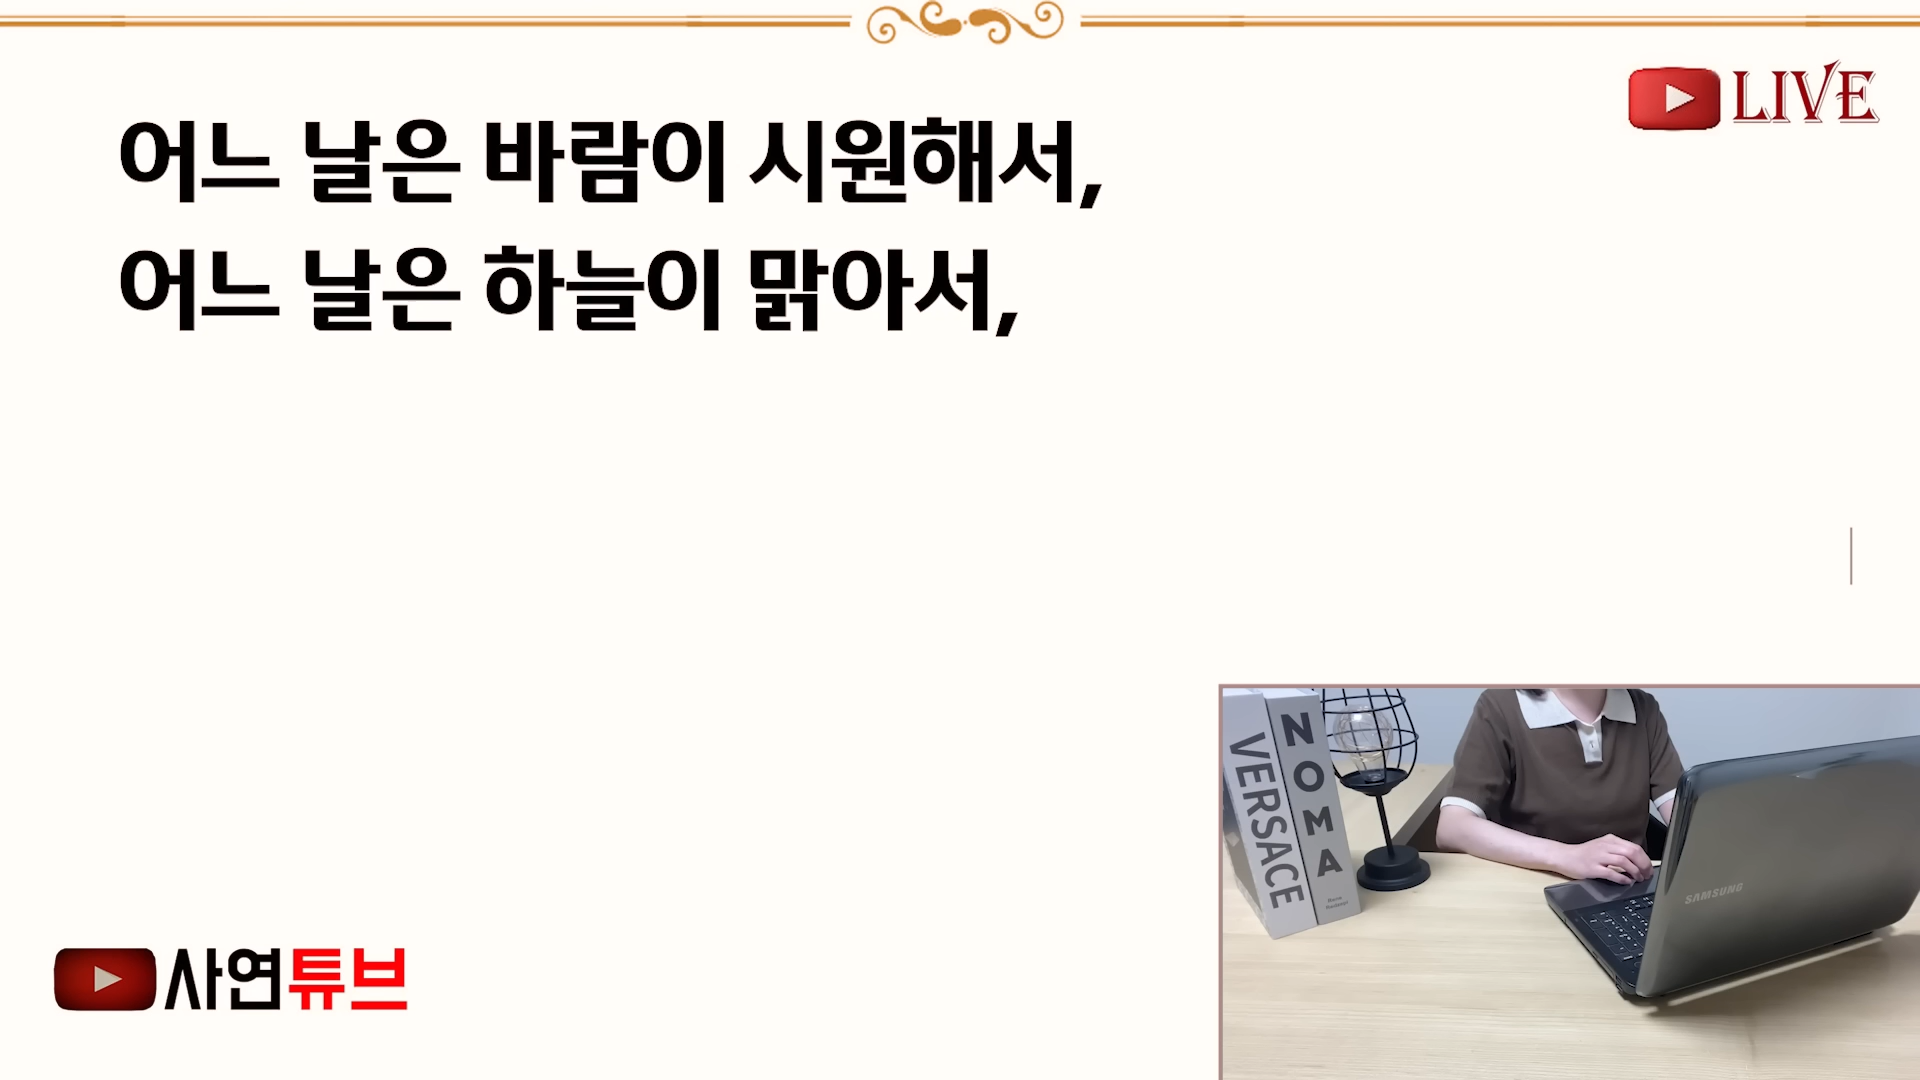 LIVE
어느 날은 바람이 시원해서,
어느 날은 하늘이 맑아서,
VERSACE
NOMA
SAMSUNG
사연튜브